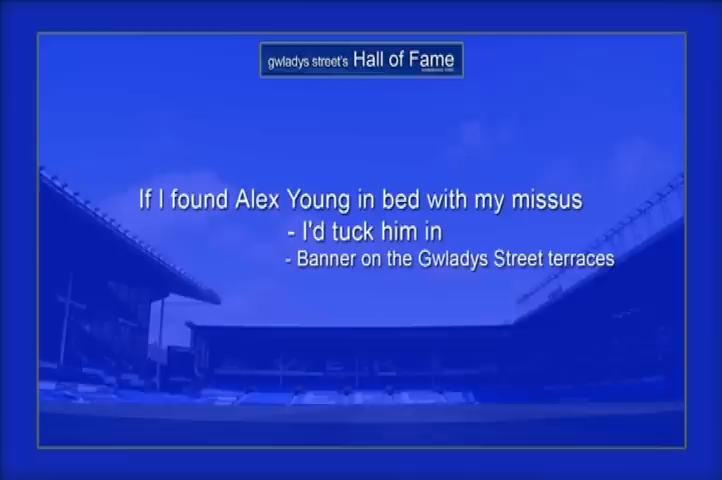 gwladys street's Hall of Fame
If I found Alex Young in bed with my missus
- I'd tuck him in
- Banner on the Gwladys Street terraces